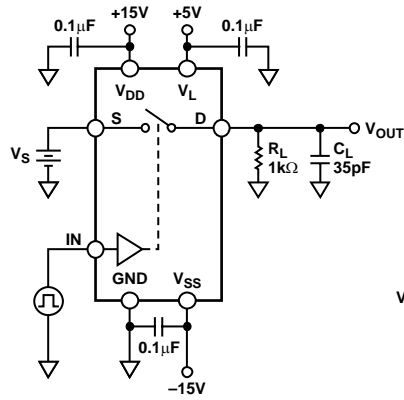 +15V +5V
0.1μF 0.1μF
VDD VL
S D VOUT
VS RL
1kΩ CL
35pF
IN
GND VSS
0.1μF
–15V
V